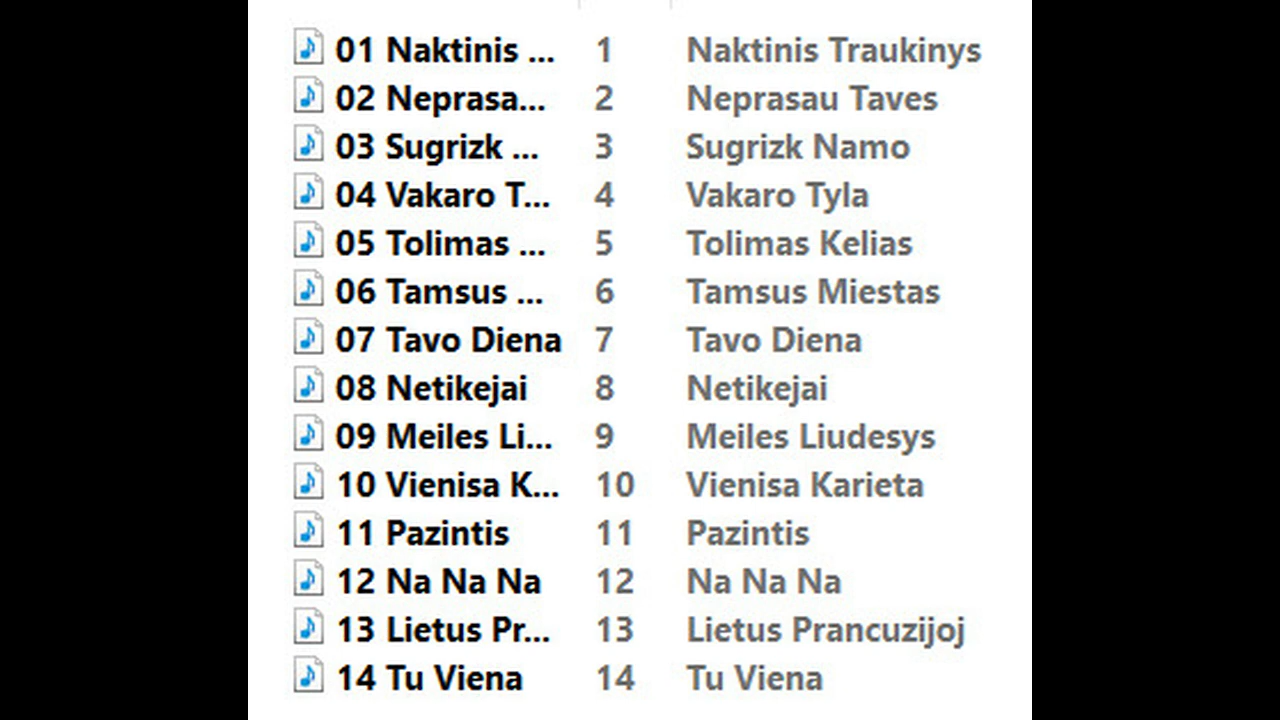 01 Naktinis ... 1 Naktinis Traukinys
02 Neprasa... 2 Neprasau Taves
03 Sugrizk ... 3 Sugrizk Namo
04 Vakaro T... 4 Vakaro Tyla
05 Tolimas ... 5 Tolimas Kelias
06 Tamsus ... 6 Tamsus Miestas
07 Tavo Diena 7 Tavo Diena
08 Netikejai 8 Netikejai
09 Meiles Li... 9 Meiles Liudesys
10 Vienisa K... 10 Vienisa Karieta
11 Pazintis 11 Pazintis
12 Na Na Na 12 Na Na Na
13 Lietus Pr... 13 Lietus Prancuzijoj
14 Tu Viena 14 Tu Viena